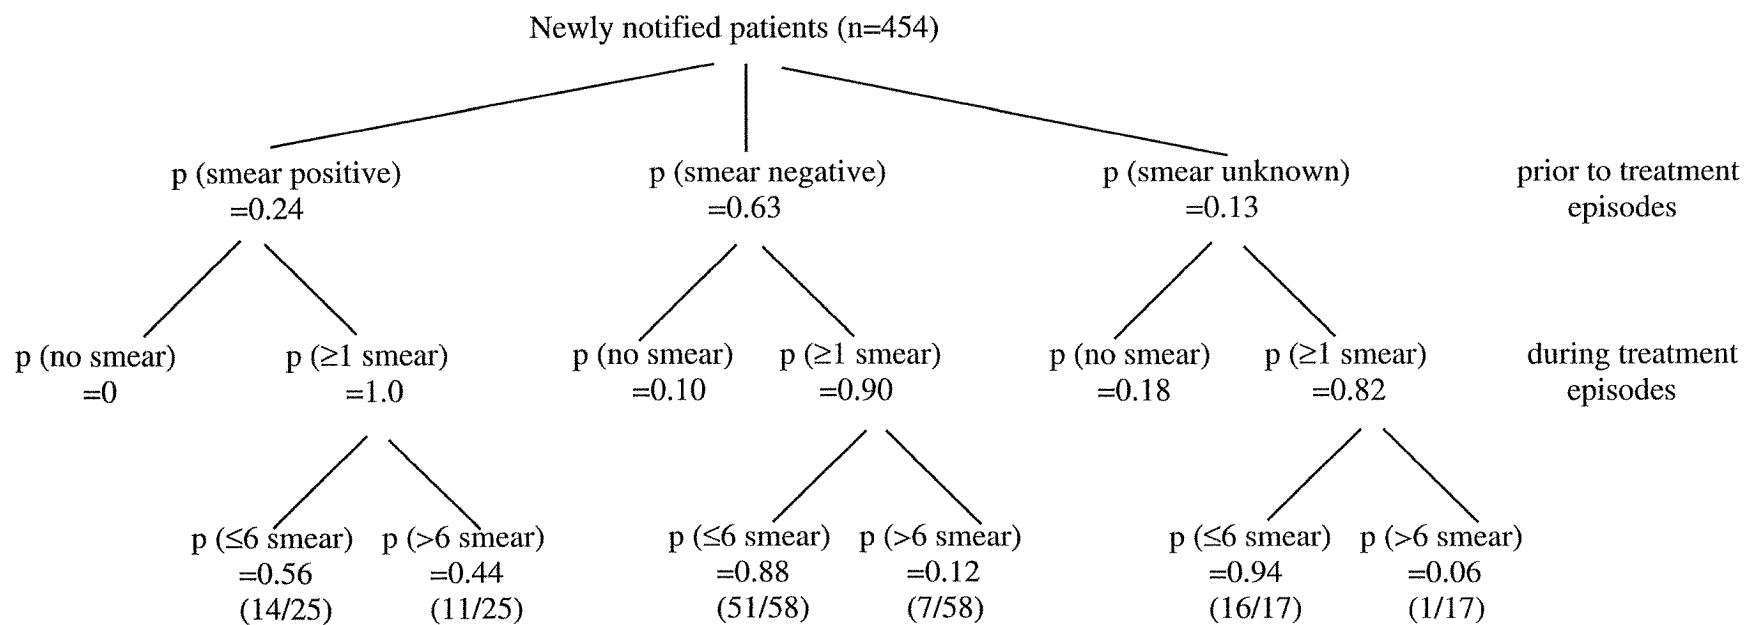 Newly notified patients (n=454)
p (smear positive)
=0.24
p (smear negative)
=0.63
p (smear unknown)
=0.13
prior to treatment
episodes
p (no smear)
=0
p (≥1 smear)
=1.0
p (no smear)
=0.10
p (≥1 smear)
=0.90
p (no smear)
=0.18
p (≥1 smear)
=0.82
during treatment
episodes
p (≤6 smear)
=0.56
(14/25)
p (>6 smear)
=0.44
(11/25)
p (≤6 smear)
=0.88
(51/58)
p (>6 smear)
=0.12
(7/58)
p (≤6 smear)
=0.94
(16/17)
p (>6 smear)
=0.06
(1/17)